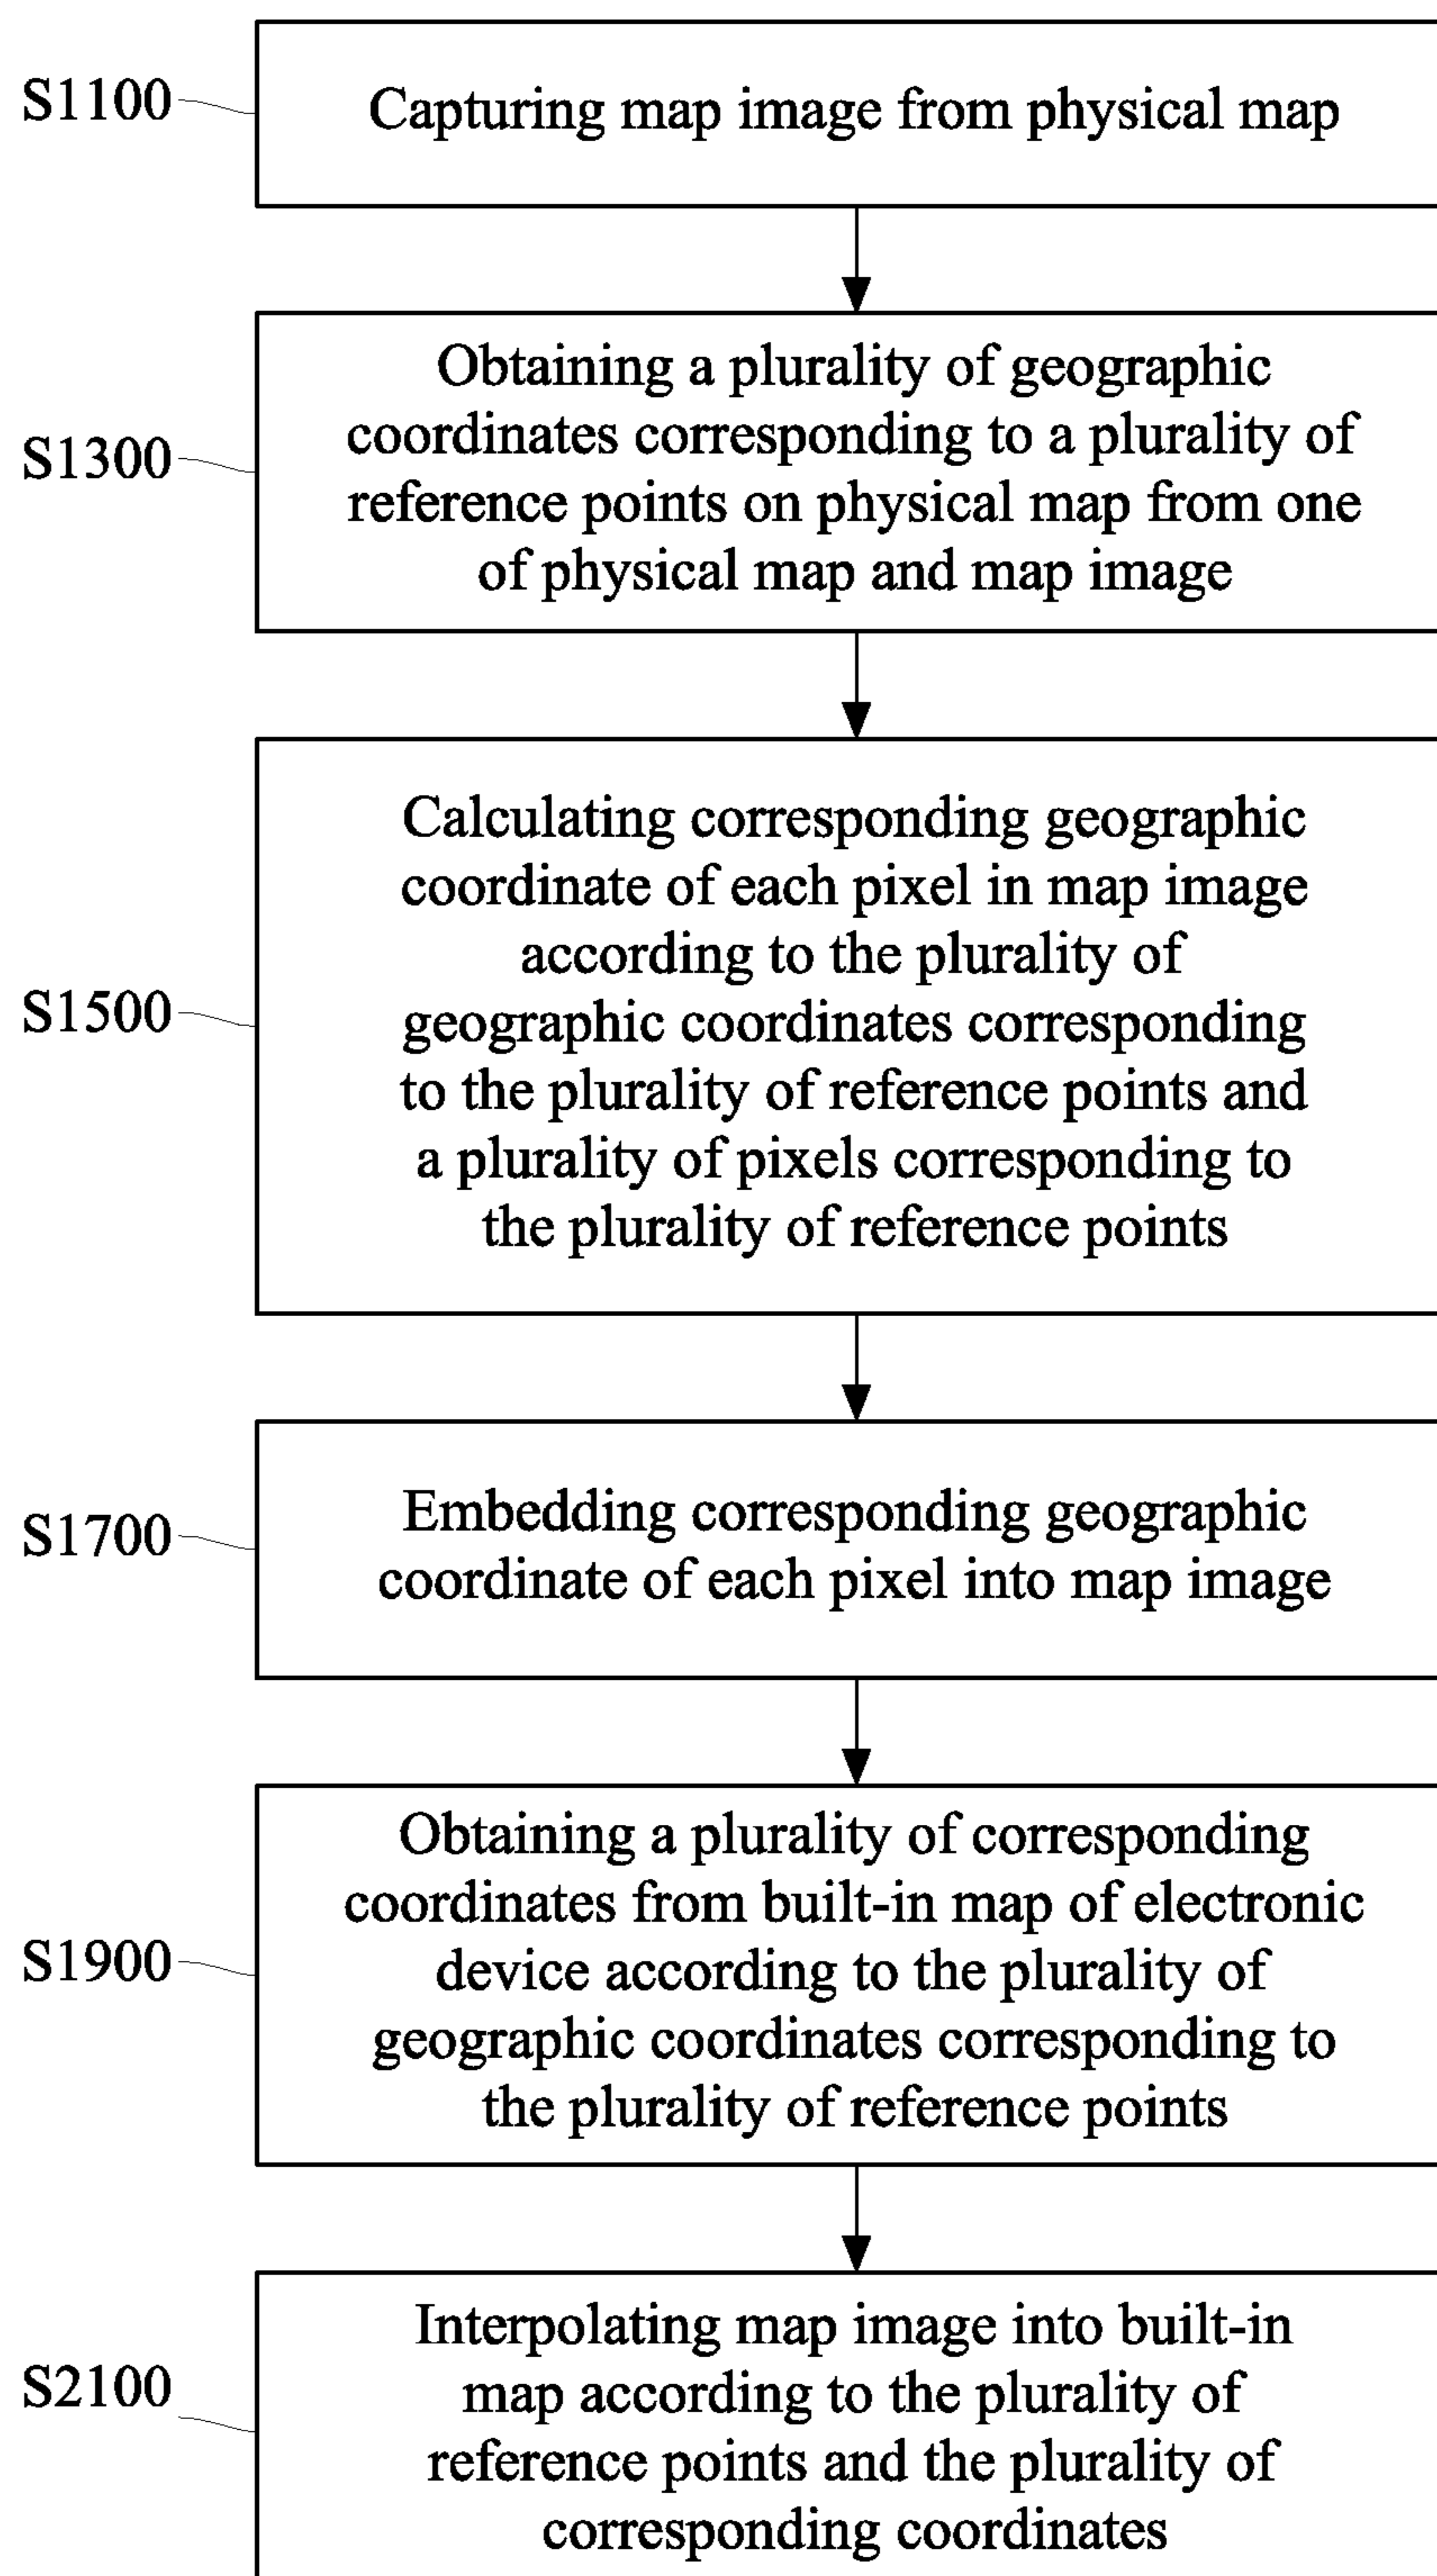 S1100
Capturing map image from physical map
S1300
Obtaining a plurality of geographic
coordinates corresponding to a plurality of
reference points on physical map from one
of physical map and map image
S1500
Calculating corresponding geographic
coordinate of each pixel in map image
according to the plurality of
geographic coordinates corresponding
to the plurality of reference points and
a plurality of pixels corresponding to
the plurality of reference points
S1700
Embedding corresponding geographic
coordinate of each pixel into map image
S1900
Obtaining a plurality of corresponding
coordinates from built-in map of electronic
device according to the plurality of
geographic coordinates corresponding to
the plurality of reference points
S2100
Interpolating map image into built-in
map according to the plurality of
reference points and the plurality of
corresponding coordinates